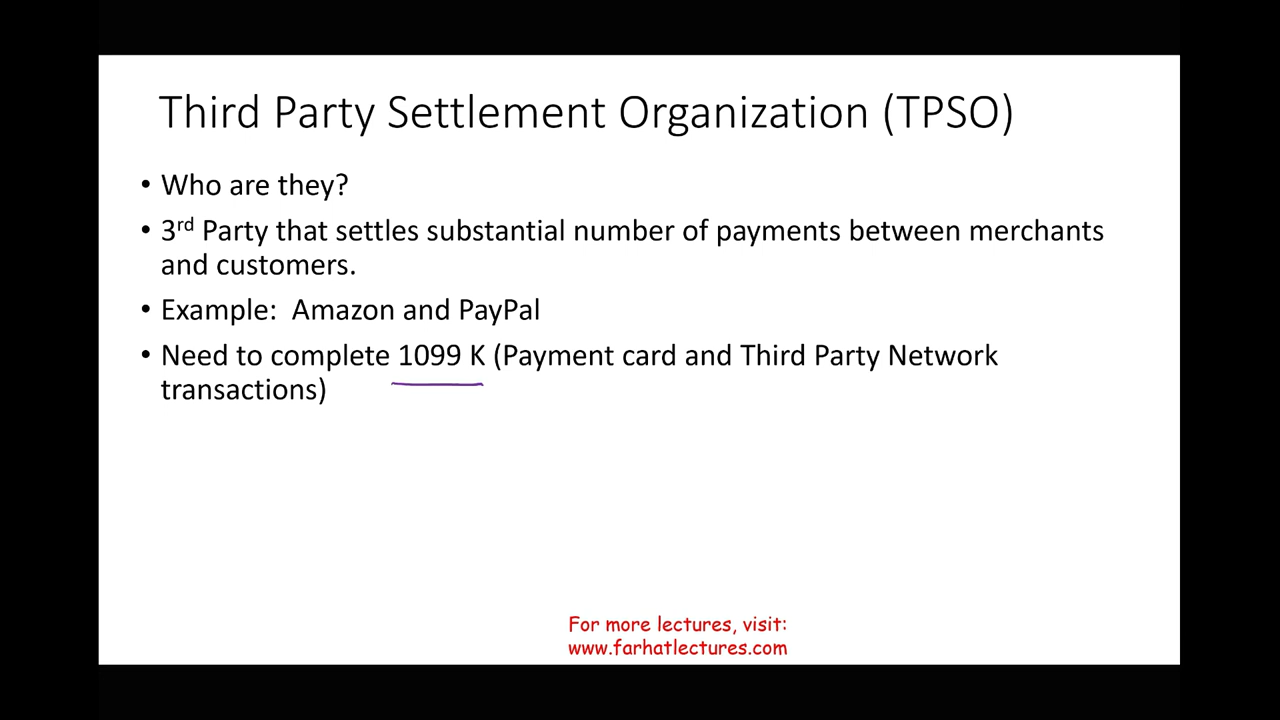 Third Party Settlement Organization (TPSO)
• Who are they?
• 3rd Party that settles substantial number of payments between merchants
and customers.
• Example:  Amazon and PayPal
• Need to complete 1099 K (Payment card and Third Party Network
transactions)
For more lectures, visit:
www.farhatlectures.com